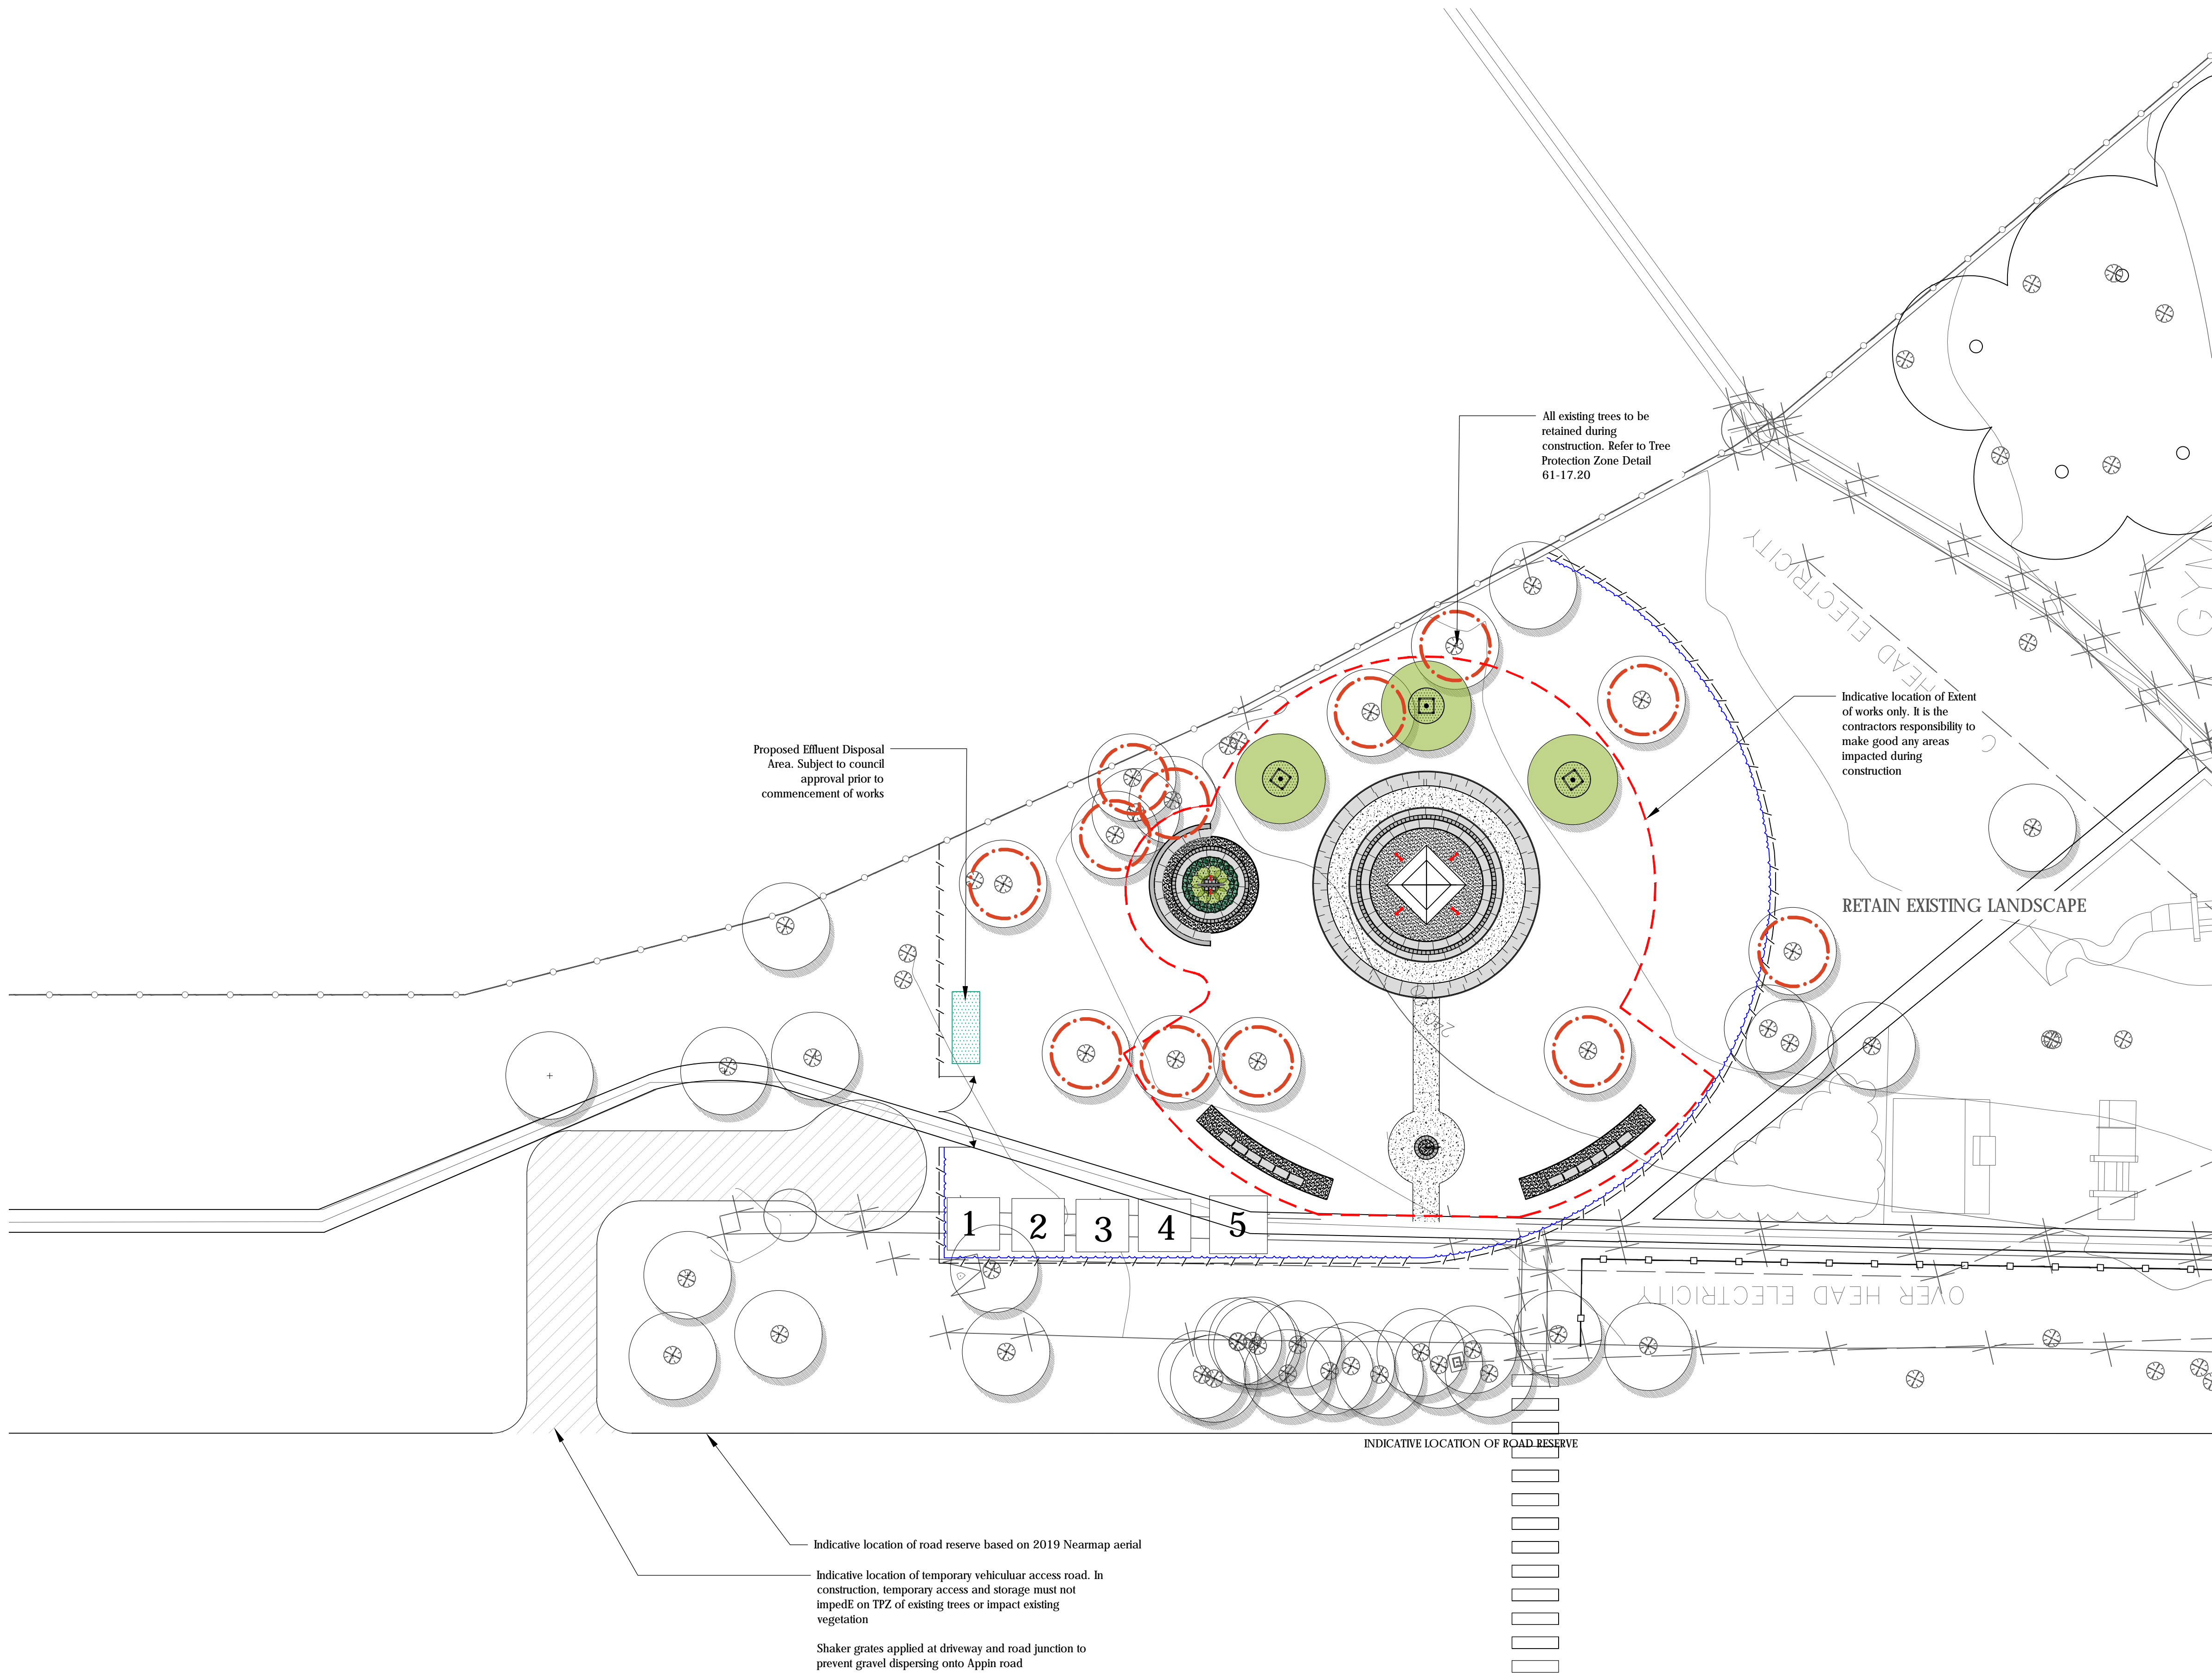 All existing trees to be
retained during
construction. Refer to Tree
Protection Zone Detail
61-17.20
HEAD ELECTRICITY
Indicative location of Extent
of works only. It is the
contractors responsibility to
make good any areas
impacted during
construction
Proposed Effluent Disposal
Area. Subject to council
approval prior to
commencement of works
RETAIN EXISTING LANDSCAPE
1
2
3
4
5
OVER HEAD ELECTRICITY
INDICATIVE LOCATION OF ROAD RESERVE
Indicative location of road reserve based on 2019 Nearmap aerial
Indicative location of temporary vehiculuar access road. In
construction, temporary access and storage must not
impedE on TPZ of existing trees or impact existing
vegetation
Shaker grates applied at driveway and road junction to
prevent gravel dispersing onto Appin road